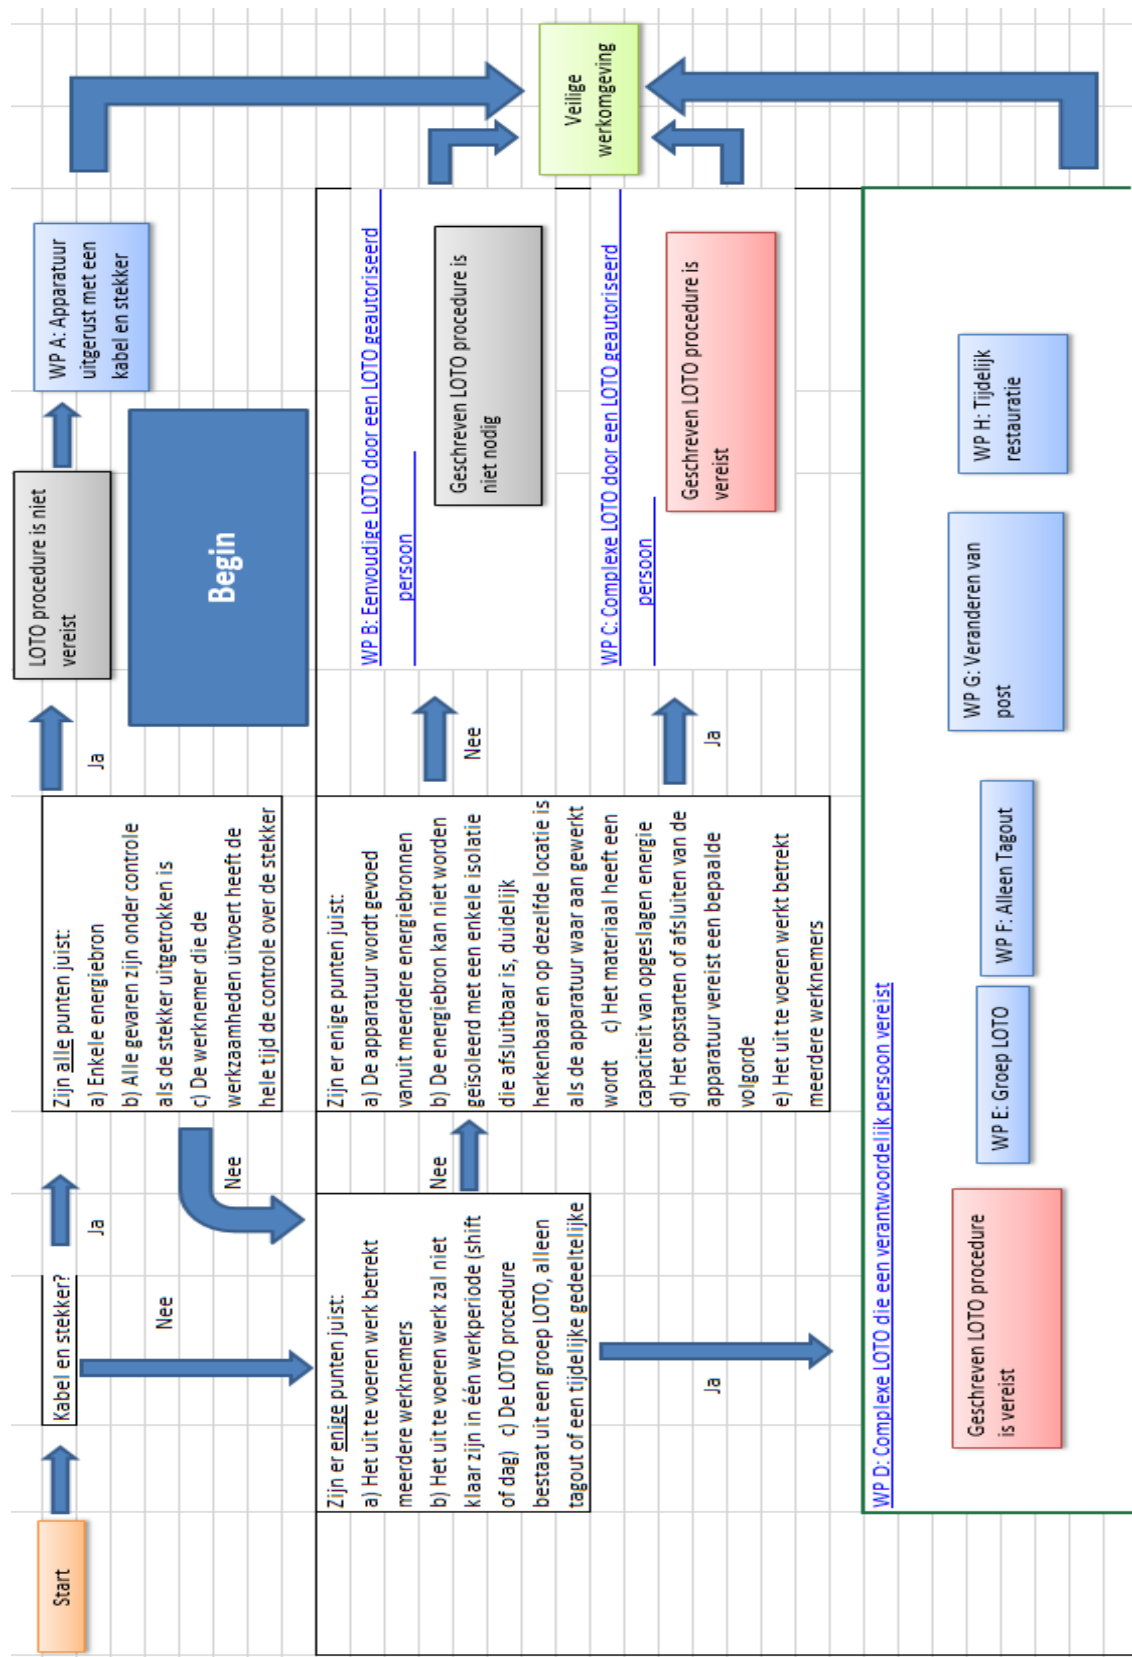 Start
Kabel en stekker?
Ja
Nee
Zijn alle punten juist:
a) Enkele energiebron
b) Alle gevaren zijn onder controle
als de stekker uitgetrokken is
c) De werknemer die de
werkzaamheden uitvoert heeft de
hele tijd de controle over de stekker
Ja
Nee
LOTO procedure is niet
vereist
WP A: Apparatuur
uitgerust met een
kabel en stekker
Begin
Zijn er enige punten juist:
a) Het uit te voeren werk betrekt
meerdere werknemers
b) Het uit te voeren werk zal niet
klaar zijn in één werkperiode (shift
of dag) c) De LOTO procedure
bestaat uit een groep LOTO, alleen
tagout of een tijdelijke gedeeltelijke
Nee
Ja
Zijn er enige punten juist:
a) De apparatuur wordt gevoed
vanuit meerdere energiebronnen
b) De energiebron kan niet worden
geïsoleerd met een enkele isolatie
die afsluitbaar is, duidelijk
herkenbaar en op dezelfde locatie is
als de apparatuur waar aan gewerkt
wordt c) Het materiaal heeft een
capaciteit van opgeslagen energie
d) Het opstarten of afsluiten van de
apparatuur vereist een bepaalde
volgorde
e) Het uit te voeren werkt betrekt
meerdere werknemers
Nee
Ja
WP B: Eenvoudige LOTO door een LOTO geautoriseerd
persoon
Geschreven LOTO procedure is
niet nodig
WP C: Complexe LOTO door een LOTO geautoriseerd
persoon
Geschreven LOTO procedure is
vereist
Veilige
werkomgeving
WP D: Complexe LOTO die een verantwoordelijk persoon vereist
Geschreven LOTO procedure
is vereist
WP E: Groep LOTO
WP F: Alleen Tagout
WP G: Veranderen van
post
WP H: Tijdelijk
restauratie